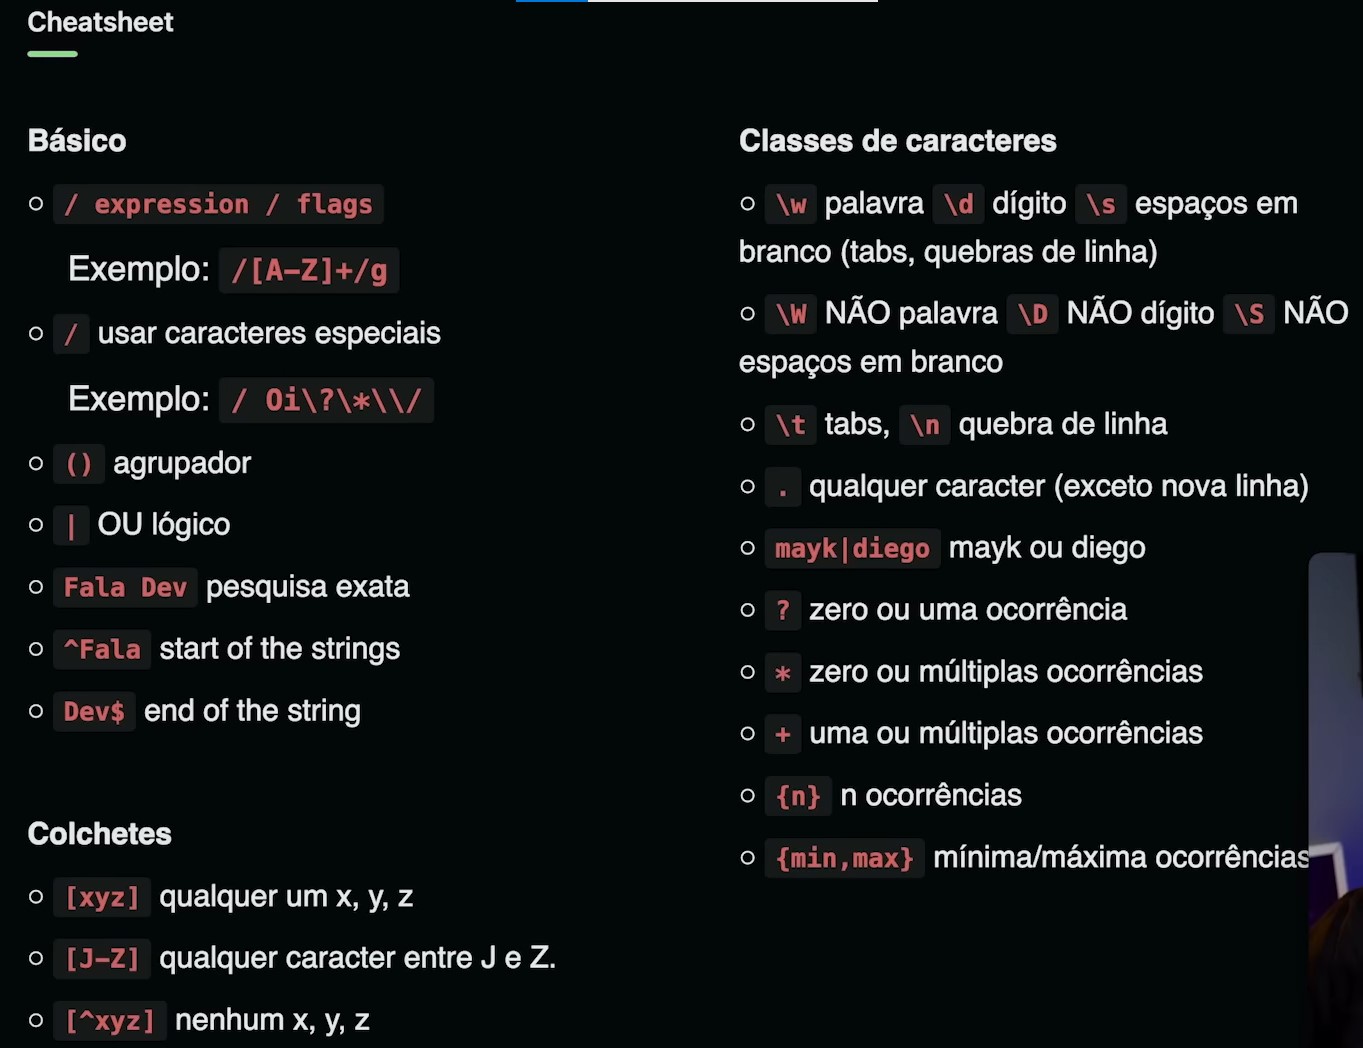 Cheatsheet
Básico
/ expression / flags
Exemplo: /[A-Z]+/g
/ usar caracteres especiais
Exemplo: / Oi\?\*\\/
() agrupador
| OU lógico
Fala Dev pesquisa exata
^Fala start of the strings
Dev$ end of the string
Colchetes
[xyz] qualquer um x, y, z
[J-Z] qualquer caracter entre J e Z.
[^xyz] nenhum x, y, z
Classes de caracteres
\w palavra \d dígito \s espaços em
branco (tabs, quebras de linha)
\W NÃO palavra \D NÃO dígito \S NÃO
espaços em branco
\t tabs, \n quebra de linha
. qualquer caracter (exceto nova linha)
mayk|diego mayk ou diego
? zero ou uma ocorrência
* zero ou múltiplas ocorrências
+ uma ou múltiplas ocorrências
{n} n ocorrências
{min,max} mínima/máxima ocorrências